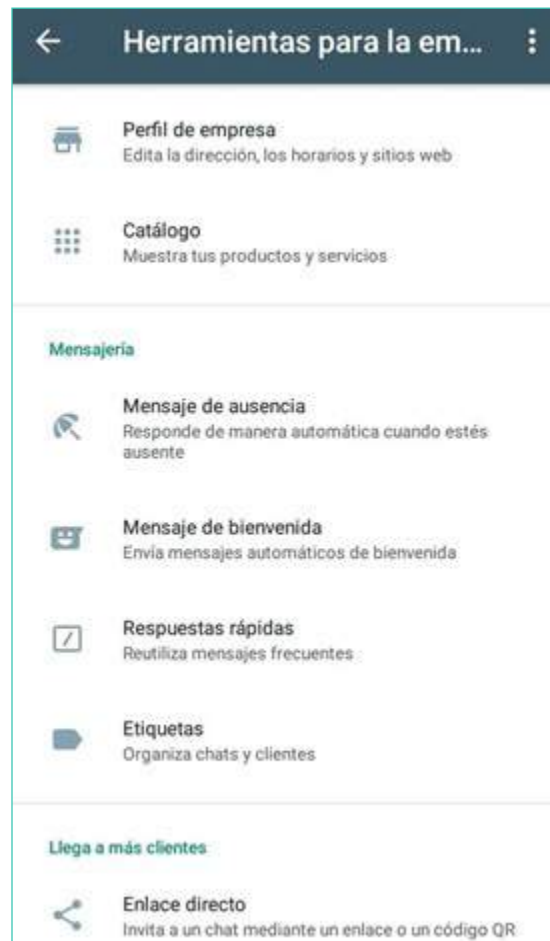 Herramientas para la em...
Perfil de empresa
Edita la dirección, los horarios y sitios web
Catálogo
Muestra tus productos y servicios
Mensajería
Mensaje de ausencia
Responde de manera automática cuando estés
ausente
Mensaje de bienvenida
Envía mensajes automáticos de bienvenida
Respuestas rápidas
Reutiliza mensajes frecuentes
Etiquetas
Organiza chats y clientes
Llega a más clientes
Enlace directo
Invita a un chat mediante un enlace o un código QR